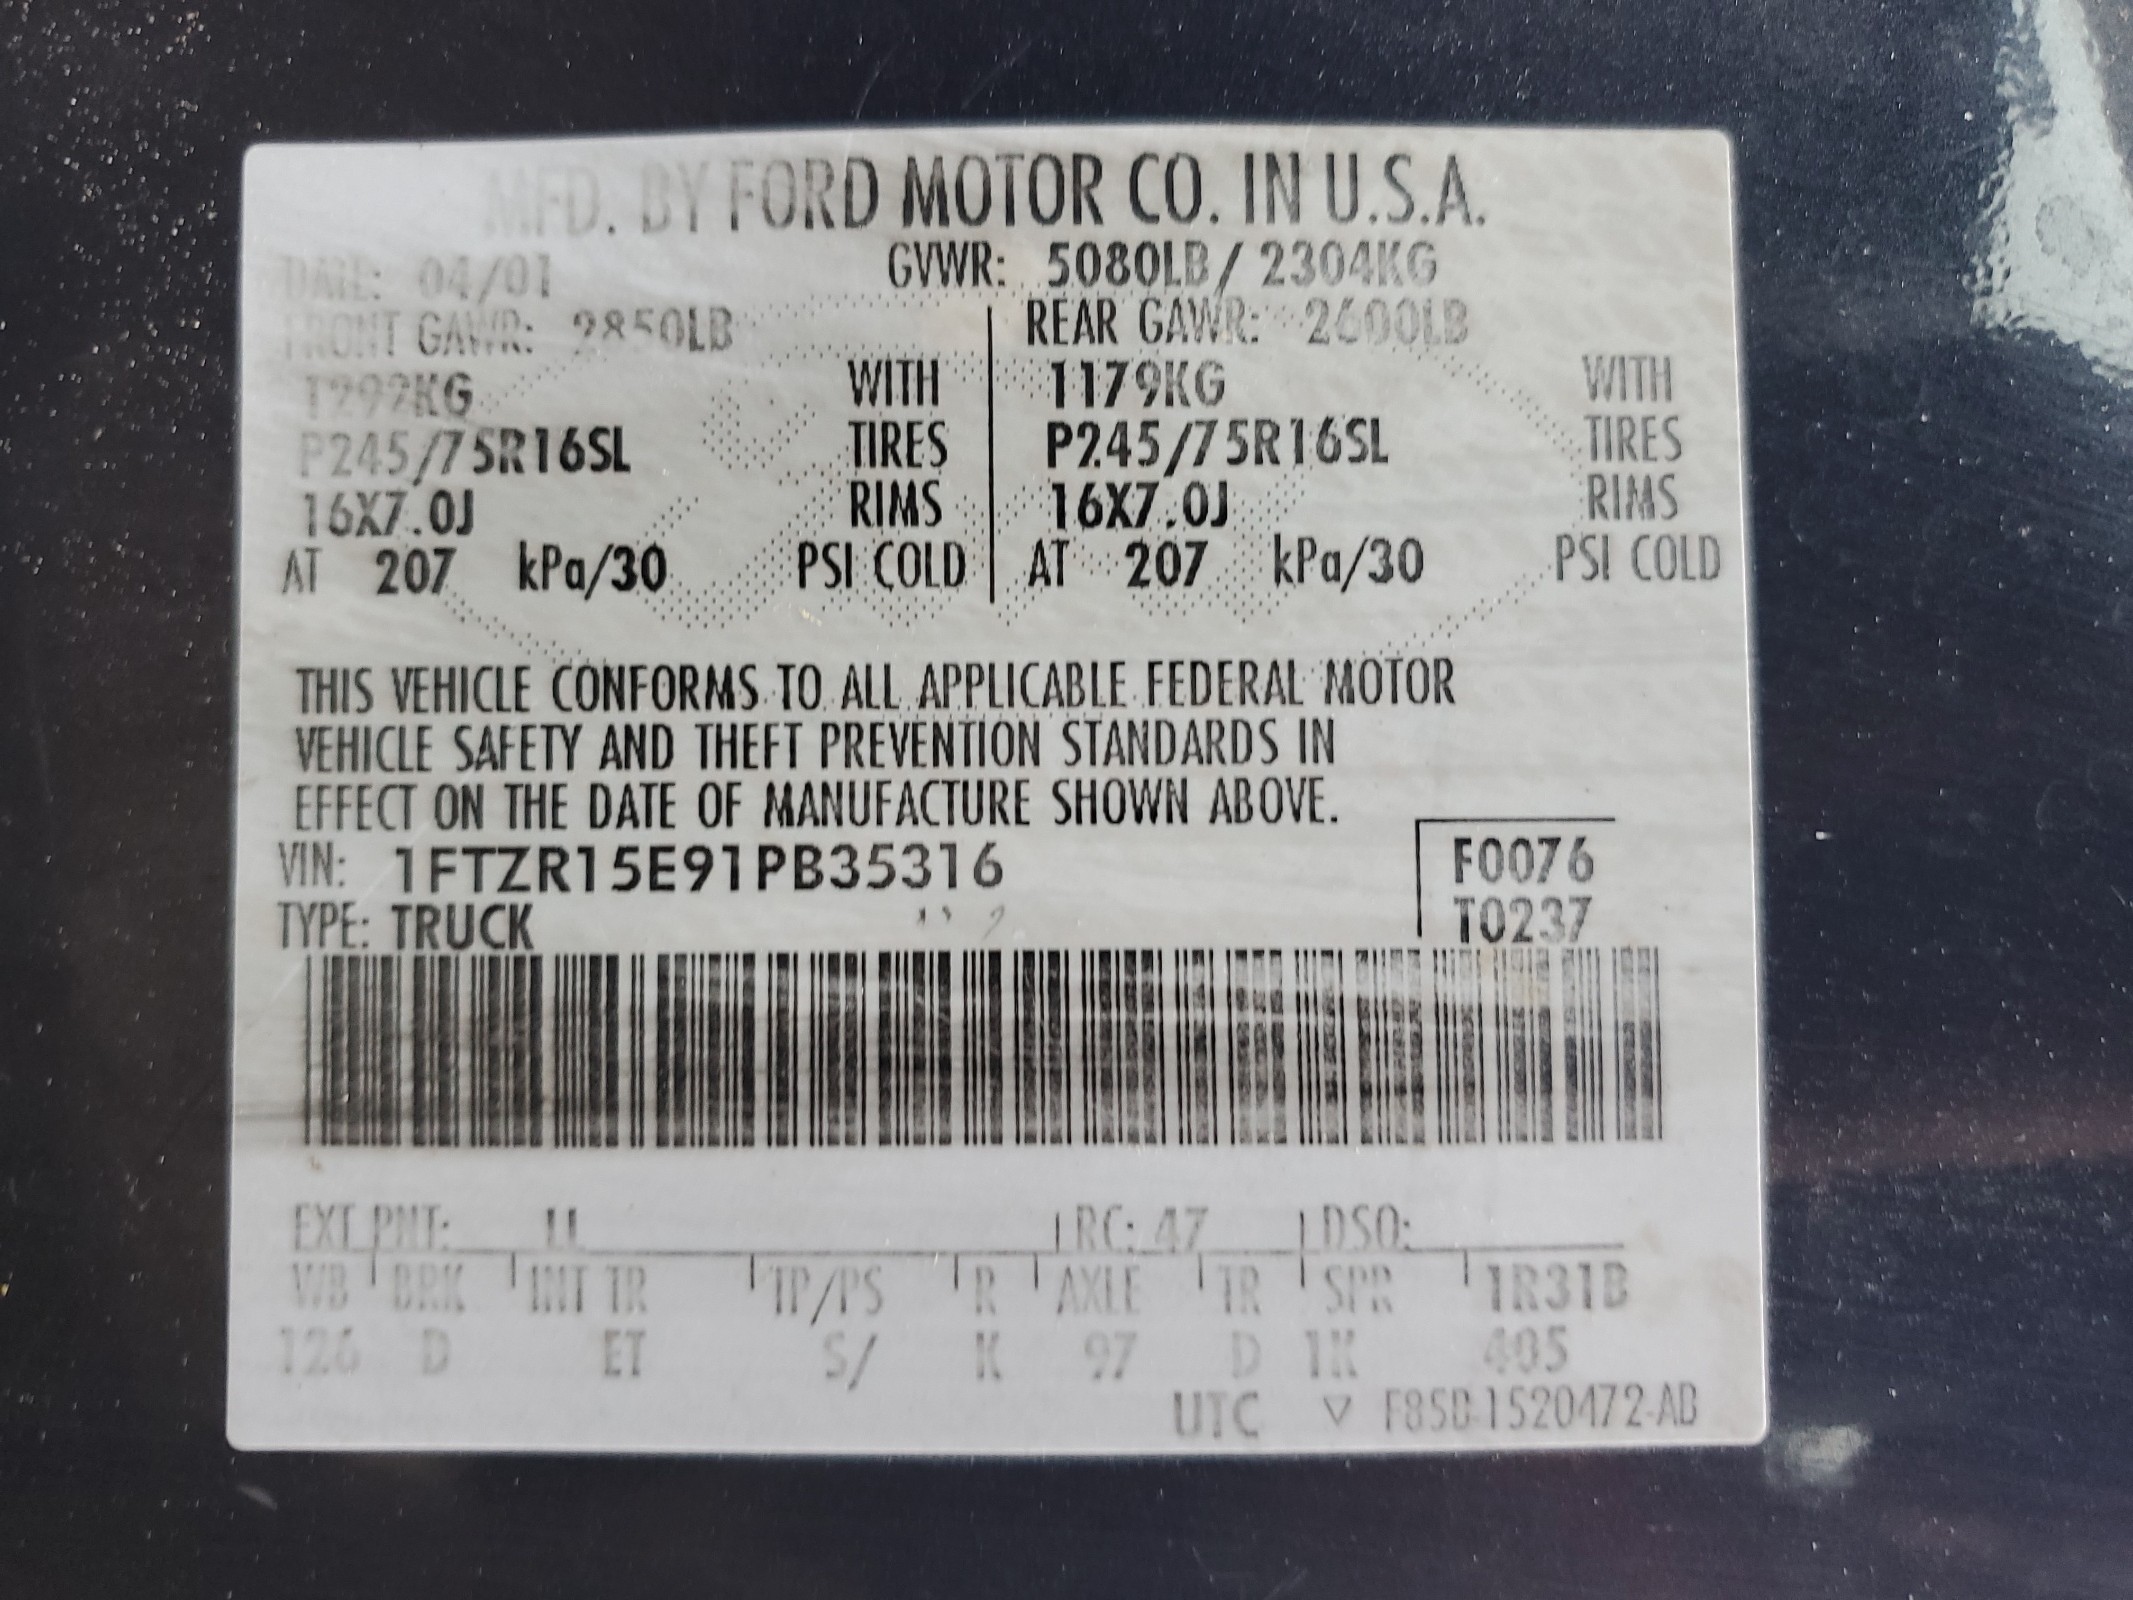 MFD. BY FORD MOTOR CO. IN U.S.A.
DATE: 04/01 GVWR: 5080LB/ 2304KG
FRONT GAWR: 2850LB REAR GAWR: 2600LB
1292KG WITH 1179KG WITH
P245/75R16SL TIRES P245/75R16SL TIRES
16X7.0J RIMS 16X7.0J RIMS
AT 207 kPa/30 PSI COLD AT 207 kPa/30 PSI COLD
THIS VEHICLE CONFORMS TO ALL APPLICABLE FEDERAL MOTOR
VEHICLE SAFETY AND THEFT PREVENTION STANDARDS IN
EFFECT ON THE DATE OF MANUFACTURE SHOWN ABOVE.
VIN: 1FTZR15E91PB35316 F0076
TYPE: TRUCK T0237
EXT PNT: RC: 47 DSO:
WB BRK INT TR TP/PS R AXLE TR SPR 1R31B
126 D ET S/ K 97 D 1K 405
UTC ▽